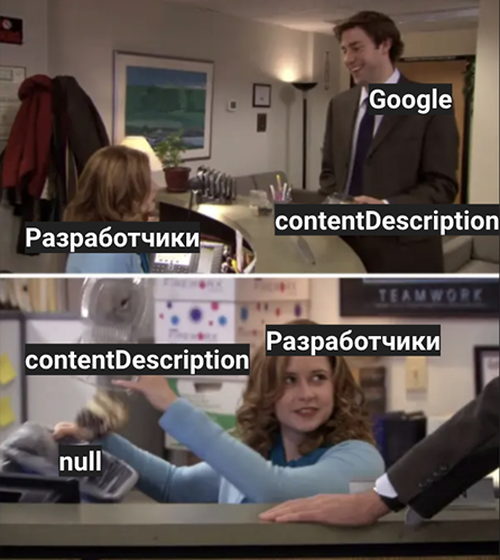 Google
contentDescription
Разработчики
TEAMWORK
Разработчики
contentDescription
null